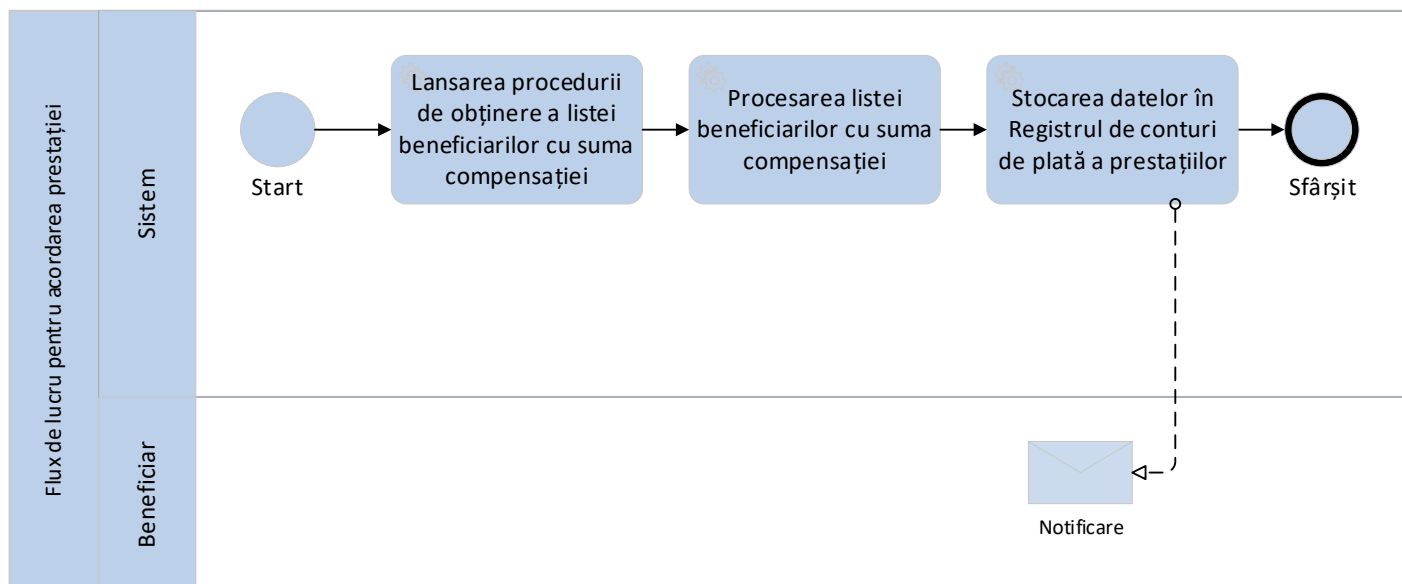 Flux de lucru pentru acordarea prestației
Sistem
Start
Lansarea procedurii
de obținere a listei
beneficiarilor cu suma
compensației
Procesarea listei
beneficiarilor cu suma
compensației
Stocarea datelor în
Registrul de conturi
de plată a prestațiilor
Sfârșit
Beneficiar
Notificare